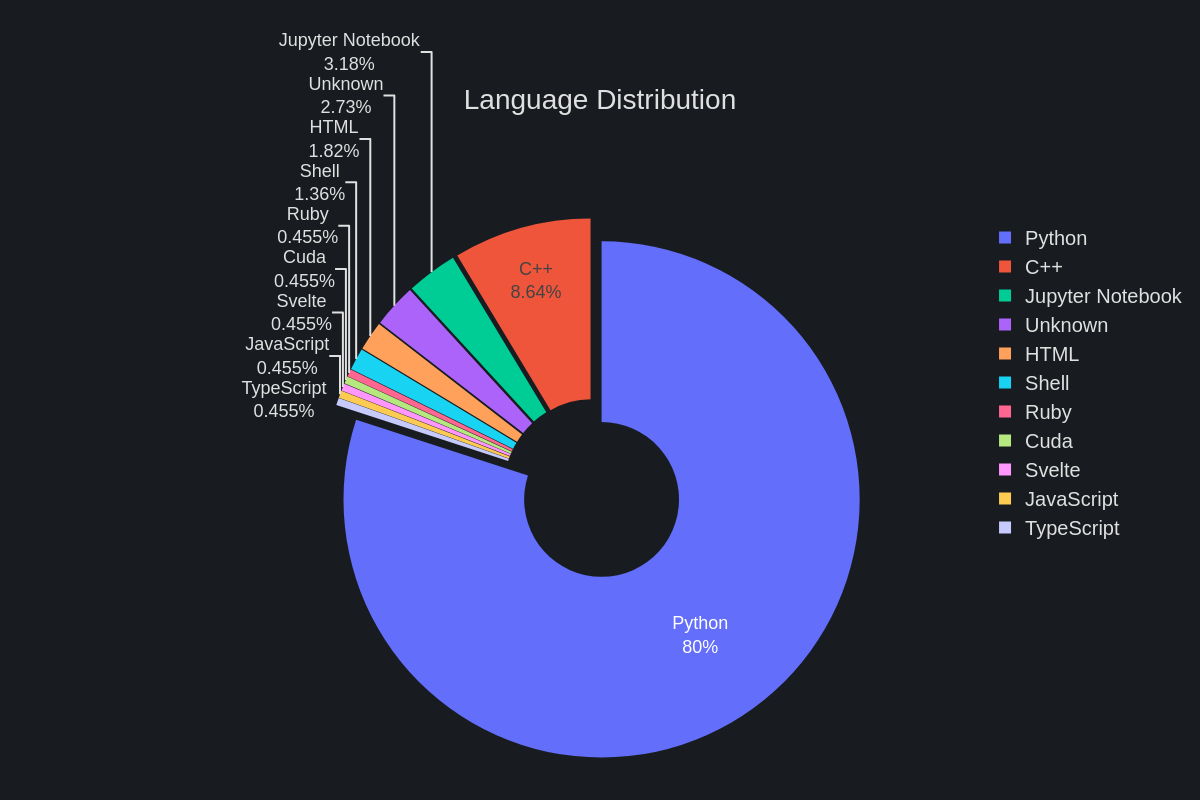 Language Distribution
Jupyter Notebook
3.18%
Unknown
2.73%
HTML
1.82%
Shell
1.36%
Ruby
0.455%
Cuda
0.455%
Svelte
0.455%
JavaScript
0.455%
TypeScript
0.455%
C++
8.64%
Python
80%
Python
C++
Jupyter Notebook
Unknown
HTML
Shell
Ruby
Cuda
Svelte
JavaScript
TypeScript